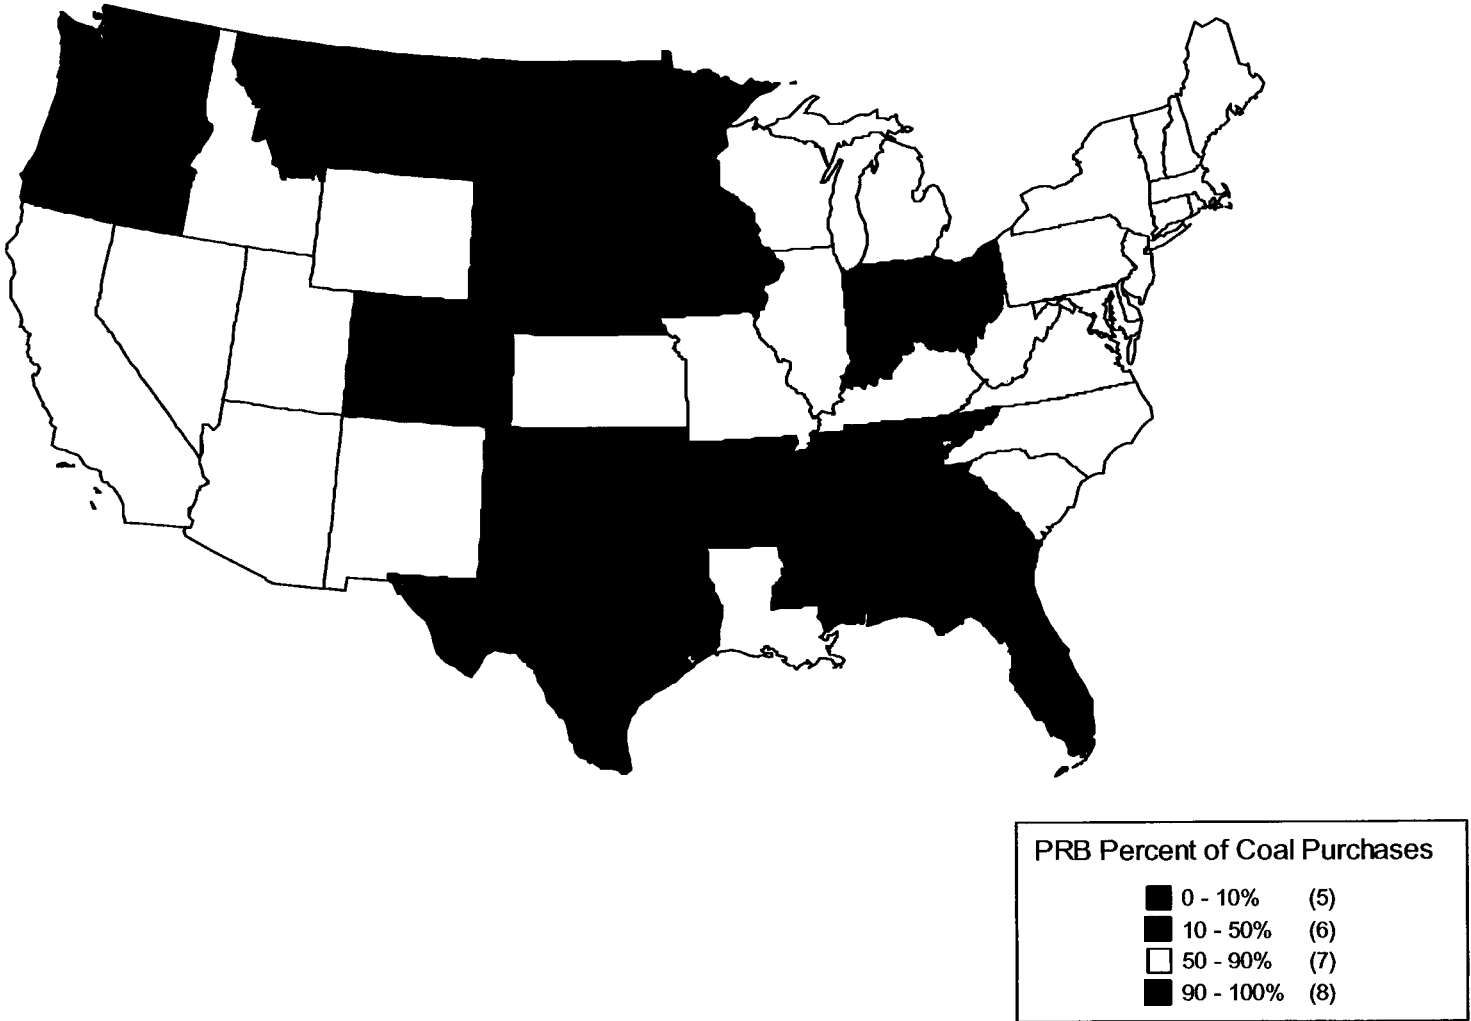 PRB Percent of Coal Purchases
0 - 10% (5)
10 - 50% (6)
50 - 90% (7)
90 - 100% (8)